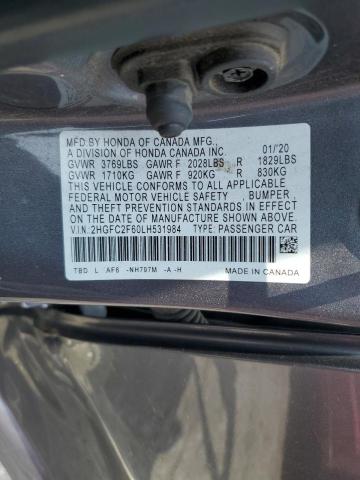 MFD. BY HONDA OF CANADA MFG.,
A DIVISION OF HONDA CANADA INC. 01/'20
GVWR 3769LBS GAWR F 2028LBS R 1829LBS
GVWR 1710KG GAWR F 920KG R 830KG
THIS VEHICLE CONFORMS TO ALL APPLICABLE
FEDERAL MOTOR VEHICLE SAFETY , BUMPER ,
AND THEFT PREVENTION STANDARDS IN EFFECT
ON THE DATE OF MANUFACTURE SHOWN ABOVE.
V.I.N.:2HGFC2F60LH531984 TYPE: PASSENGER CAR
TBD L AF6 -NH797M -A -H MADE IN CANADA